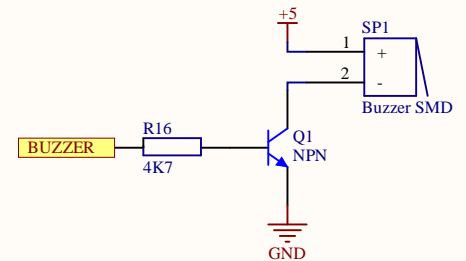 +5
SP1
1
+
2
-
Buzzer SMD
R16
BUZZER
4K7
Q1
NPN
GND